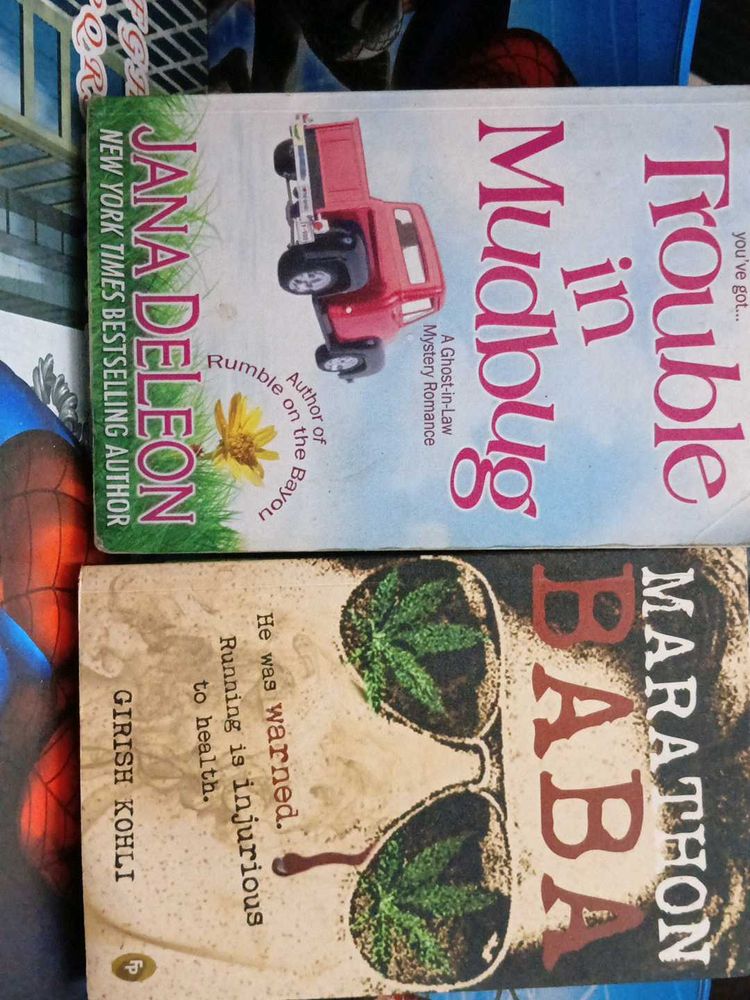 you've got...
Trouble
in
Mudbug
A Ghost-in-Law
Mystery Romance
Author of
Rumble on the Bayou
JANA DELEON
NEW YORK TIMES BESTSELLING AUTHOR
MARATHON
BABA
He was warned.
Running is injurious
to health.
GIRISH KOHLI
FP